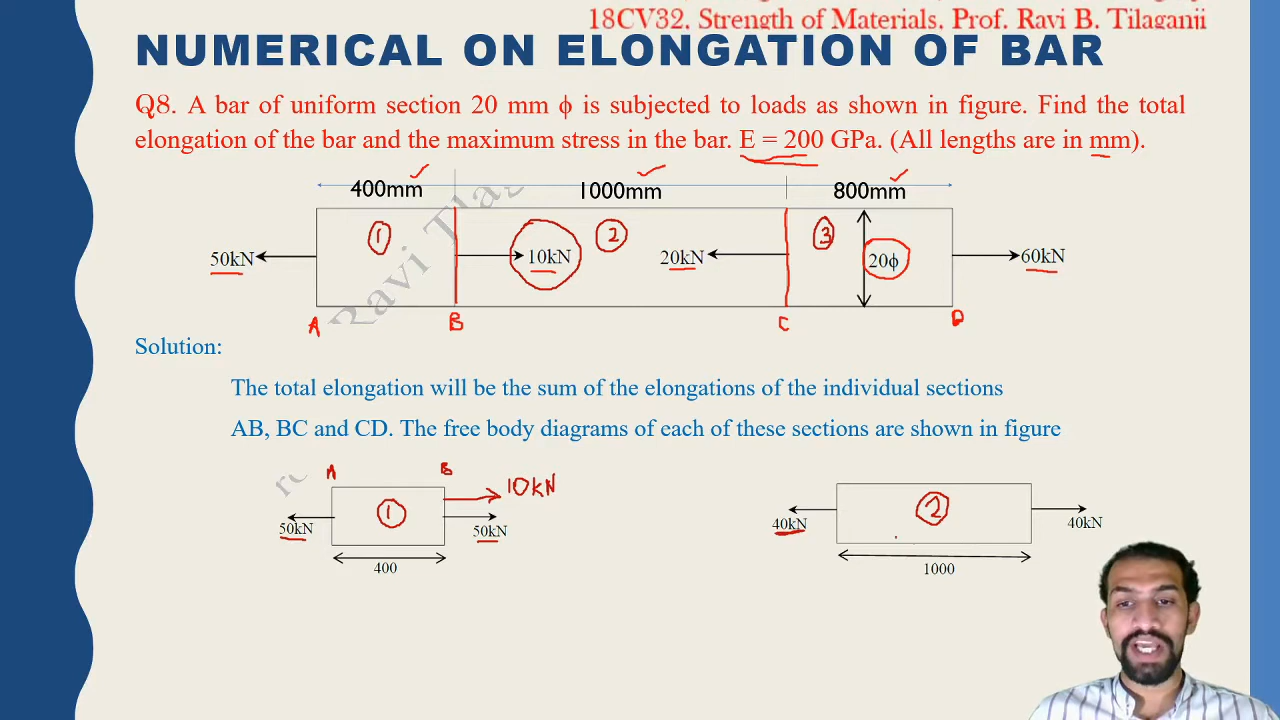 18CV32, Strength of Materials, Prof. Ravi B. Tilaganji
NUMERICAL ON ELONGATION OF BAR
Q8. A bar of uniform section 20 mm ϕ is subjected to loads as shown in figure. Find the total
elongation of the bar and the maximum stress in the bar. E = 200 GPa. (All lengths are in mm).
400mm 1000mm 800mm
1 2 3
50kN 10kN 20kN 20ϕ 60kN
Ravi
A B C D
Solution:
The total elongation will be the sum of the elongations of the individual sections
AB, BC and CD. The free body diagrams of each of these sections are shown in figure
A B
10kN
1 2
50kN 50kN 40kN 40kN
400 1000